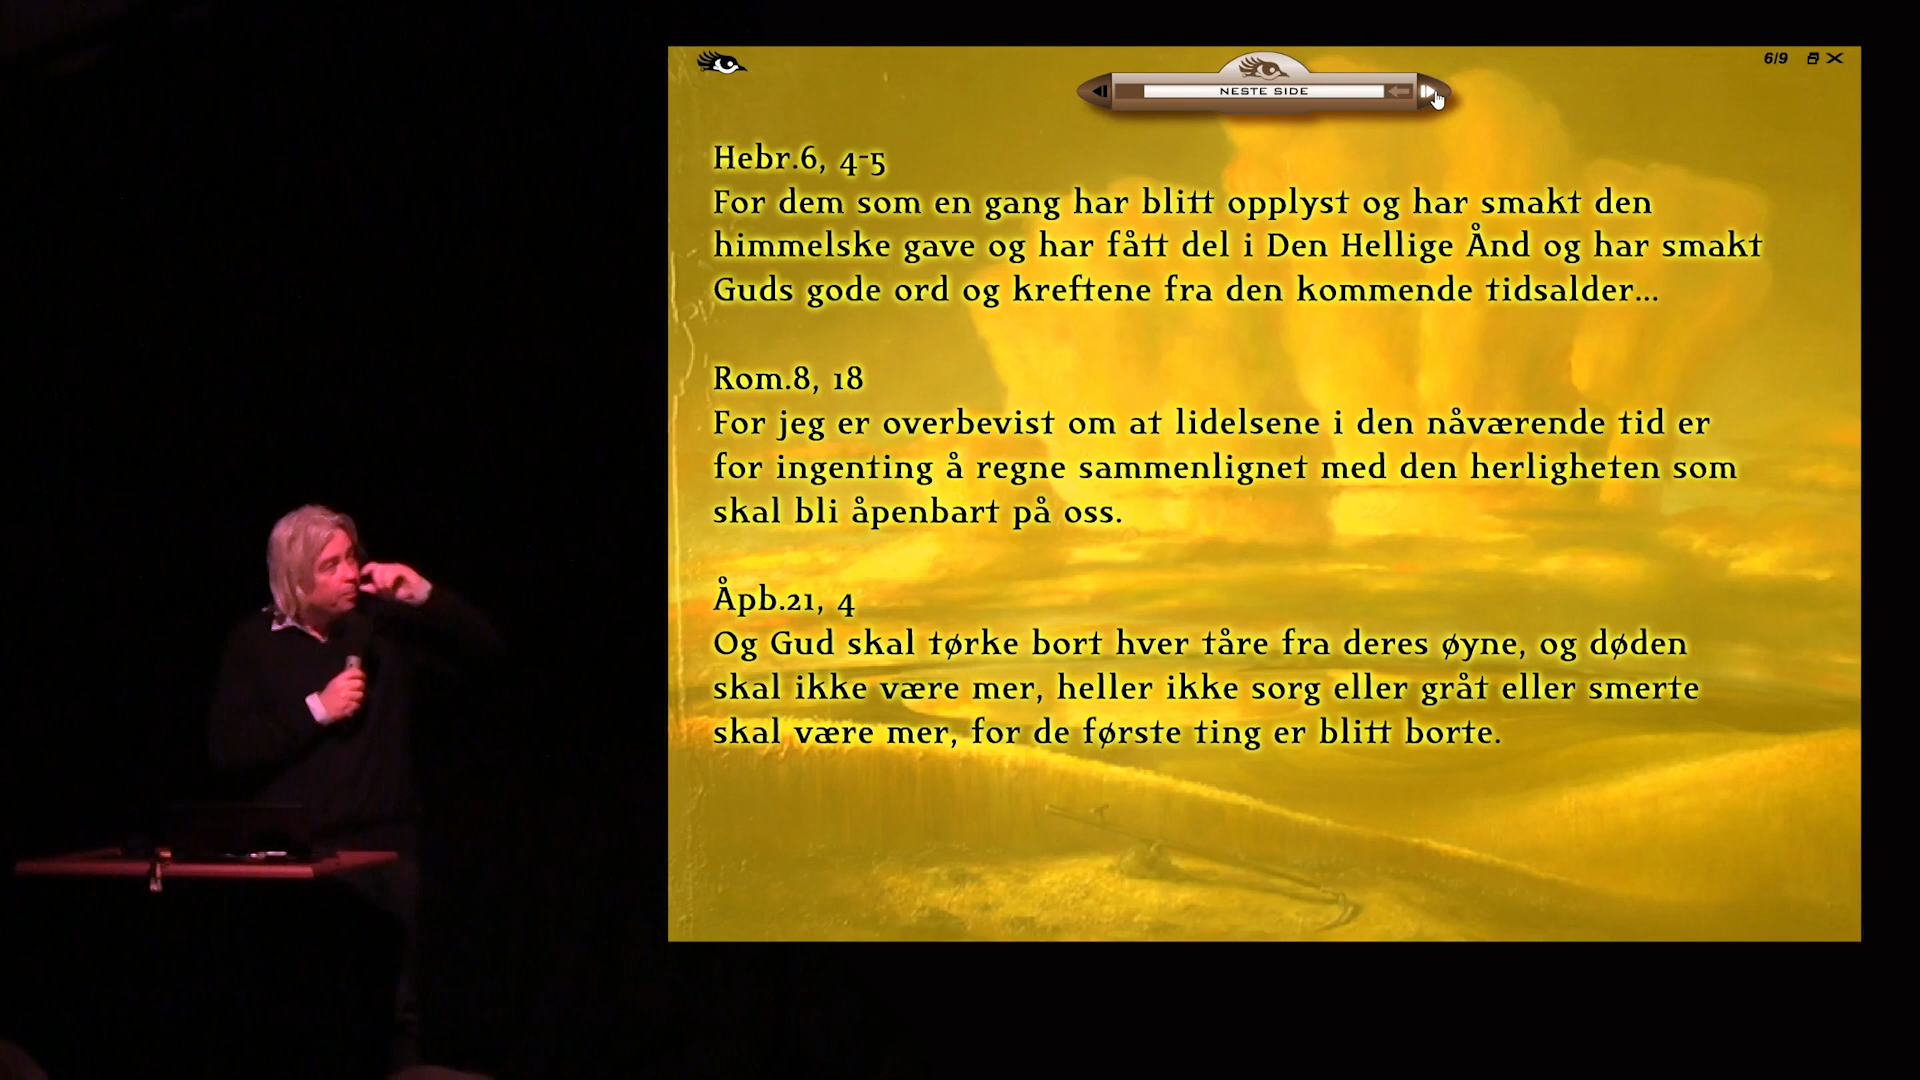 6/9
NESTE SIDE
Hebr.6, 4-5
For dem som en gang har blitt opplyst og har smakt den
himmelske gave og har fått del i Den Hellige Ånd og har smakt
Guds gode ord og kreftene fra den kommende tidsalder...
Rom.8, 18
For jeg er overbevist om at lidelsene i den nåværende tid er
for ingenting å regne sammenlignet med den herligheten som
skal bli åpenbart på oss.
Åpb.21, 4
Og Gud skal tørke bort hver tåre fra deres øyne, og døden
skal ikke være mer, heller ikke sorg eller gråt eller smerte
skal være mer, for de første ting er blitt borte.